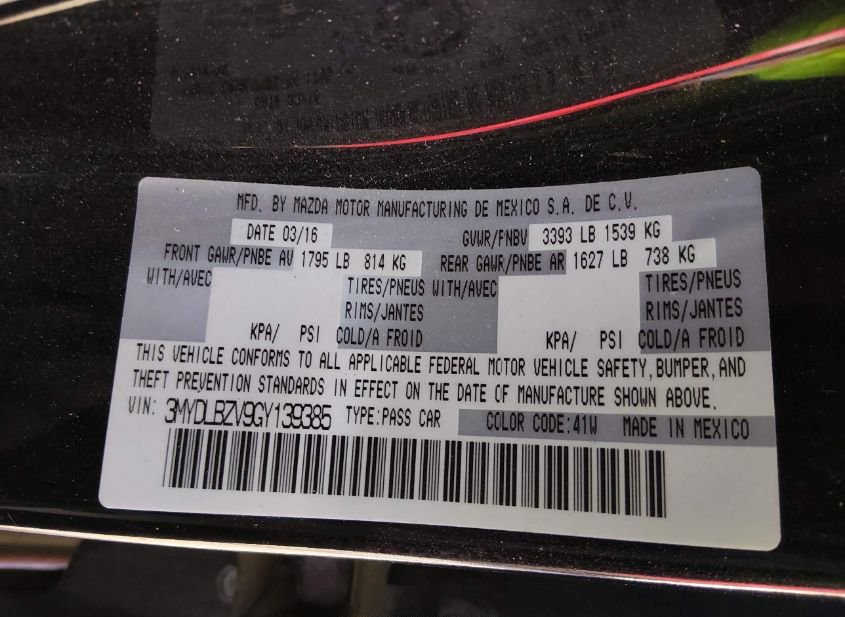 MFD. BY MAZDA MOTOR MANUFACTURING DE MEXICO S.A. DE C.V.
DATE 03/16 GVWR/PNBV 3393 LB 1539 KG
FRONT GAWR/PNBE AV 1795 LB 814 KG REAR GAWR/PNBE AR 1627 LB 738 KG
WITH/AVEC TIRES/PNEUS WITH/AVEC TIRES/PNEUS
RIMS/JANTES RIMS/JANTES
KPA/ PSI COLD/A FROID KPA/ PSI COLD/A FROID
THIS VEHICLE CONFORMS TO ALL APPLICABLE FEDERAL MOTOR VEHICLE SAFETY, BUMPER, AND
THEFT PREVENTION STANDARDS IN EFFECT ON THE DATE OF MANUFACTURE SHOWN ABOVE.
VIN: 3MYDLBZV9GY139385 TYPE:PASS CAR COLOR CODE:41W MADE IN MEXICO